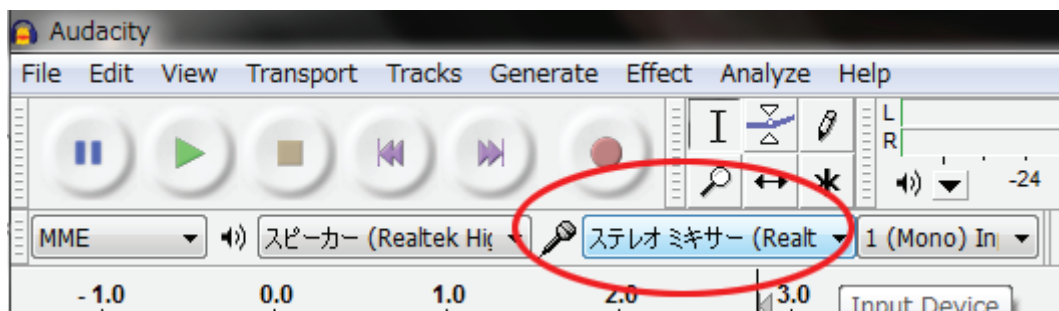 Audacity
File Edit View Transport Tracks Generate Effect Analyze Help
L
R
-24
MME スピーカー (Realtek Hig ステレオ ミキサー (Realt 1 (Mono) In
- 1.0 0.0 1.0 2.0 3.0
Input Device